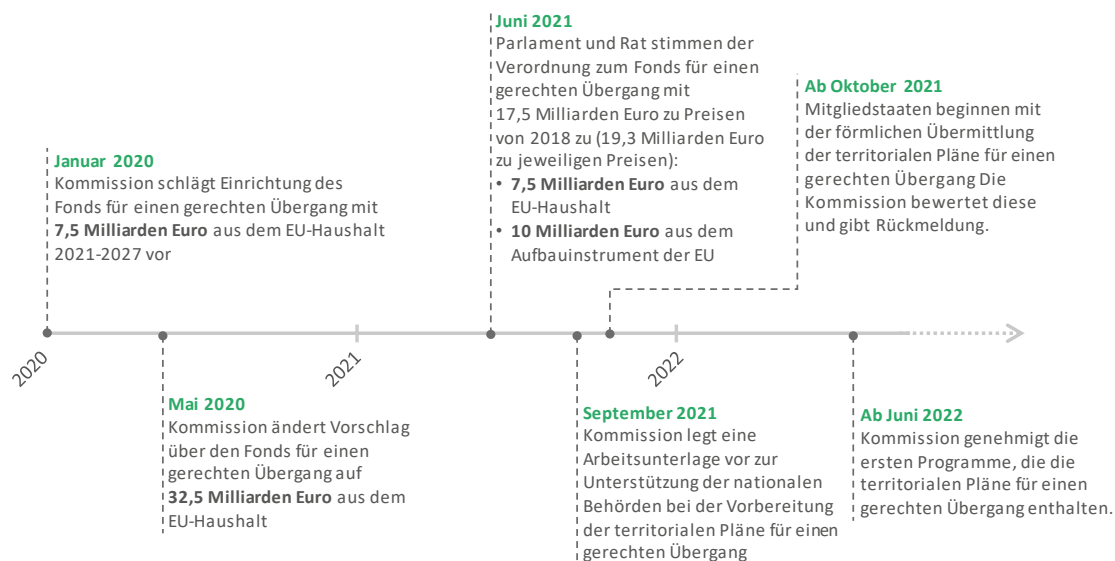 Januar 2020
Kommission schlägt Einrichtung des
Fonds für einen gerechten Übergang mit
7,5 Milliarden Euro aus dem EU-Haushalt
2021-2027 vor
Juni 2021
Parlament und Rat stimmen der
Verordnung zum Fonds für einen
gerechten Übergang mit
17,5 Milliarden Euro zu Preisen
von 2018 zu (19,3 Milliarden Euro
zu jeweiligen Preisen):
• 7,5 Milliarden Euro aus dem
EU-Haushalt
• 10 Milliarden Euro aus dem
Aufbauinstrument der EU
Ab Oktober 2021
Mitgliedstaaten beginnen mit
der förmlichen Übermittlung
der territorialen Pläne für einen
gerechten Übergang Die
Kommission bewertet diese
und gibt Rückmeldung.
2020
2021
2022
Mai 2020
Kommission ändert Vorschlag
über den Fonds für einen
gerechten Übergang auf
32,5 Milliarden Euro aus dem
EU-Haushalt
September 2021
Kommission legt eine
Arbeitsunterlage vor zur
Unterstützung der nationalen
Behörden bei der Vorbereitung
der territorialen Pläne für einen
gerechten Übergang
Ab Juni 2022
Kommission genehmigt die
ersten Programme, die die
territorialen Pläne für einen
gerechten Übergang enthalten.